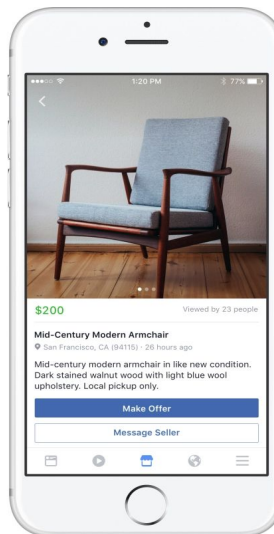 1:20 PM
77%
$200
Viewed by 23 people
Mid-Century Modern Armchair
San Francisco, CA (94115) · 26 hours ago
Mid-century modern armchair in like new condition.
Dark stained walnut wood with light blue wool
upholstery. Local pickup only.
Make Offer
Message Seller